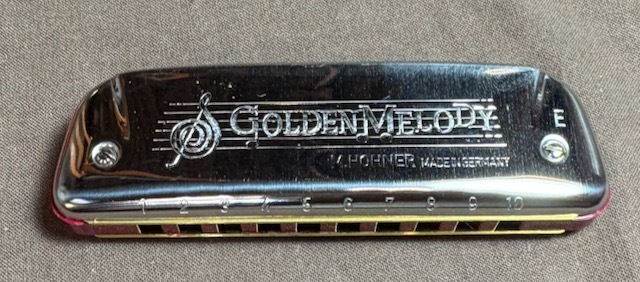 GOLDEN MELODY
E
M. HOHNER MADE IN GERMANY
1 2 3 4 5 6 7 8 9 10